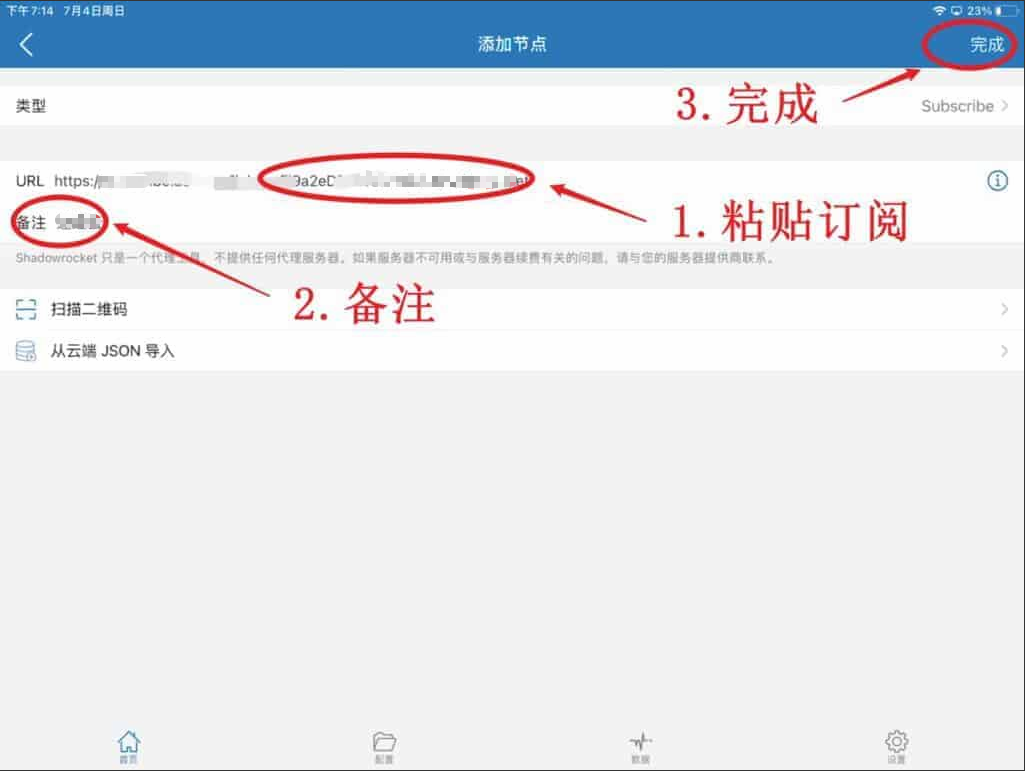 下午7:14 7月4日周日
23%
添加节点
完成
3. 完成
类型
Subscribe
URL https:/
9a2eD
1. 粘贴订阅
备注
Shadowrocket 只是一个代理工具，不提供任何代理服务器。如果服务器不可用或与服务器续费有关的问题，请与您的服务器提供商联系。
2. 备注
扫描二维码
从云端 JSON 导入
首页
配置
数据
设置